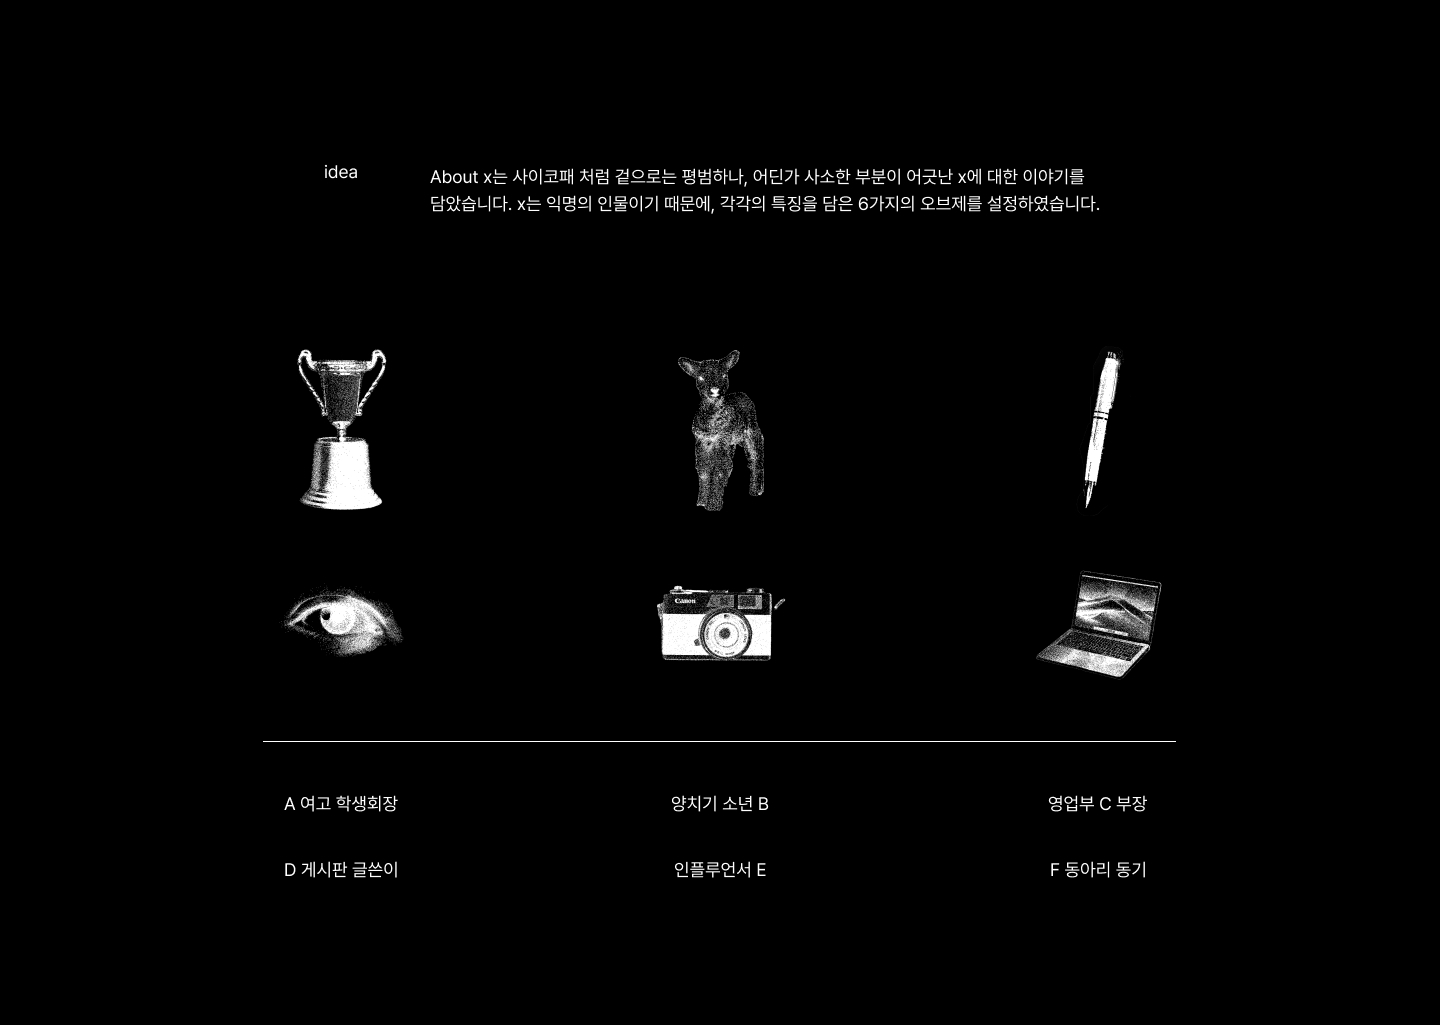 idea
About x는 사이코패 처럼 겉으로는 평범하나, 어딘가 사소한 부분이 어긋난 x에 대한 이야기를
담았습니다. x는 익명의 인물이기 때문에, 각각의 특징을 담은 6가지의 오브제를 설정하였습니다.
Canon
A 여고 학생회장
양치기 소년 B
영업부 C 부장
D 게시판 글쓴이
인플루언서 E
F 동아리 동기